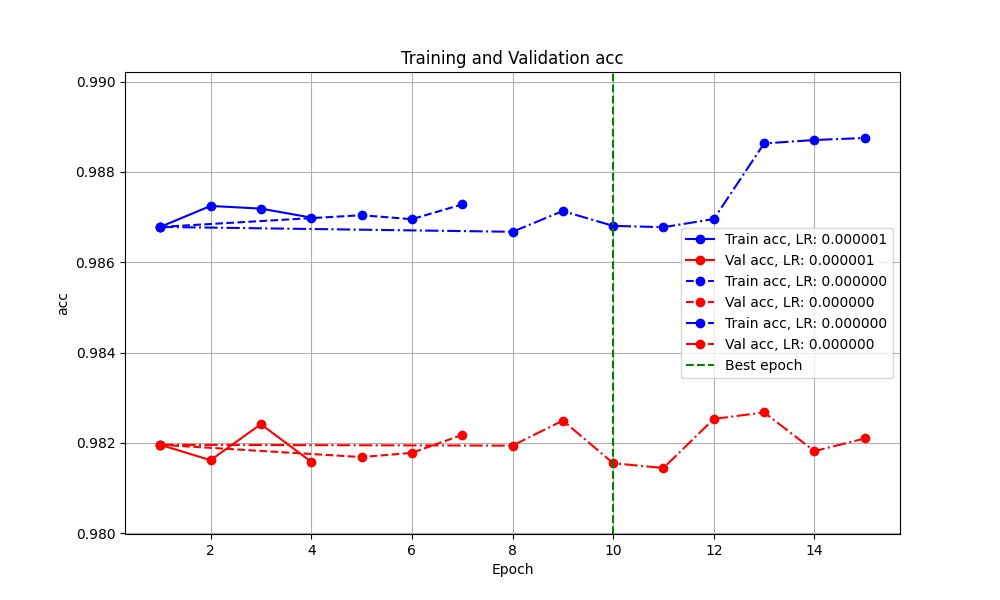 Training and Validation acc
0.990
0.988
0.986
0.984
0.982
0.980
acc
Train acc, LR: 0.000001
Val acc, LR: 0.000001
Train acc, LR: 0.000000
Val acc, LR: 0.000000
Train acc, LR: 0.000000
Val acc, LR: 0.000000
Best epoch
2 4 6 8 10 12 14
Epoch